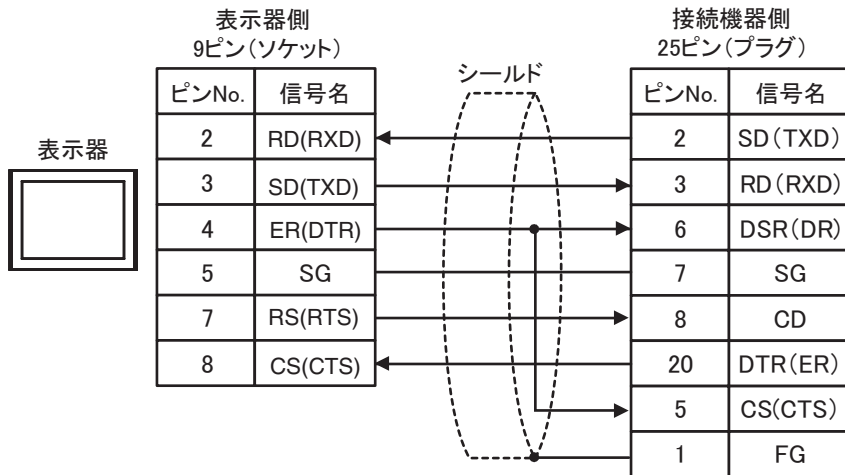 表示器側
9ピン（ソケット）
接続機器側
25ピン（プラグ）
シールド
表示器
ピンNo. 信号名
2 RD(RXD)
3 SD(TXD)
4 ER(DTR)
5 SG
7 RS(RTS)
8 CS(CTS)
ピンNo. 信号名
2 SD（TXD）
3 RD（RXD）
6 DSR（DR）
7 SG
8 CD
20 DTR（ER）
5 CS(CTS)
1 FG